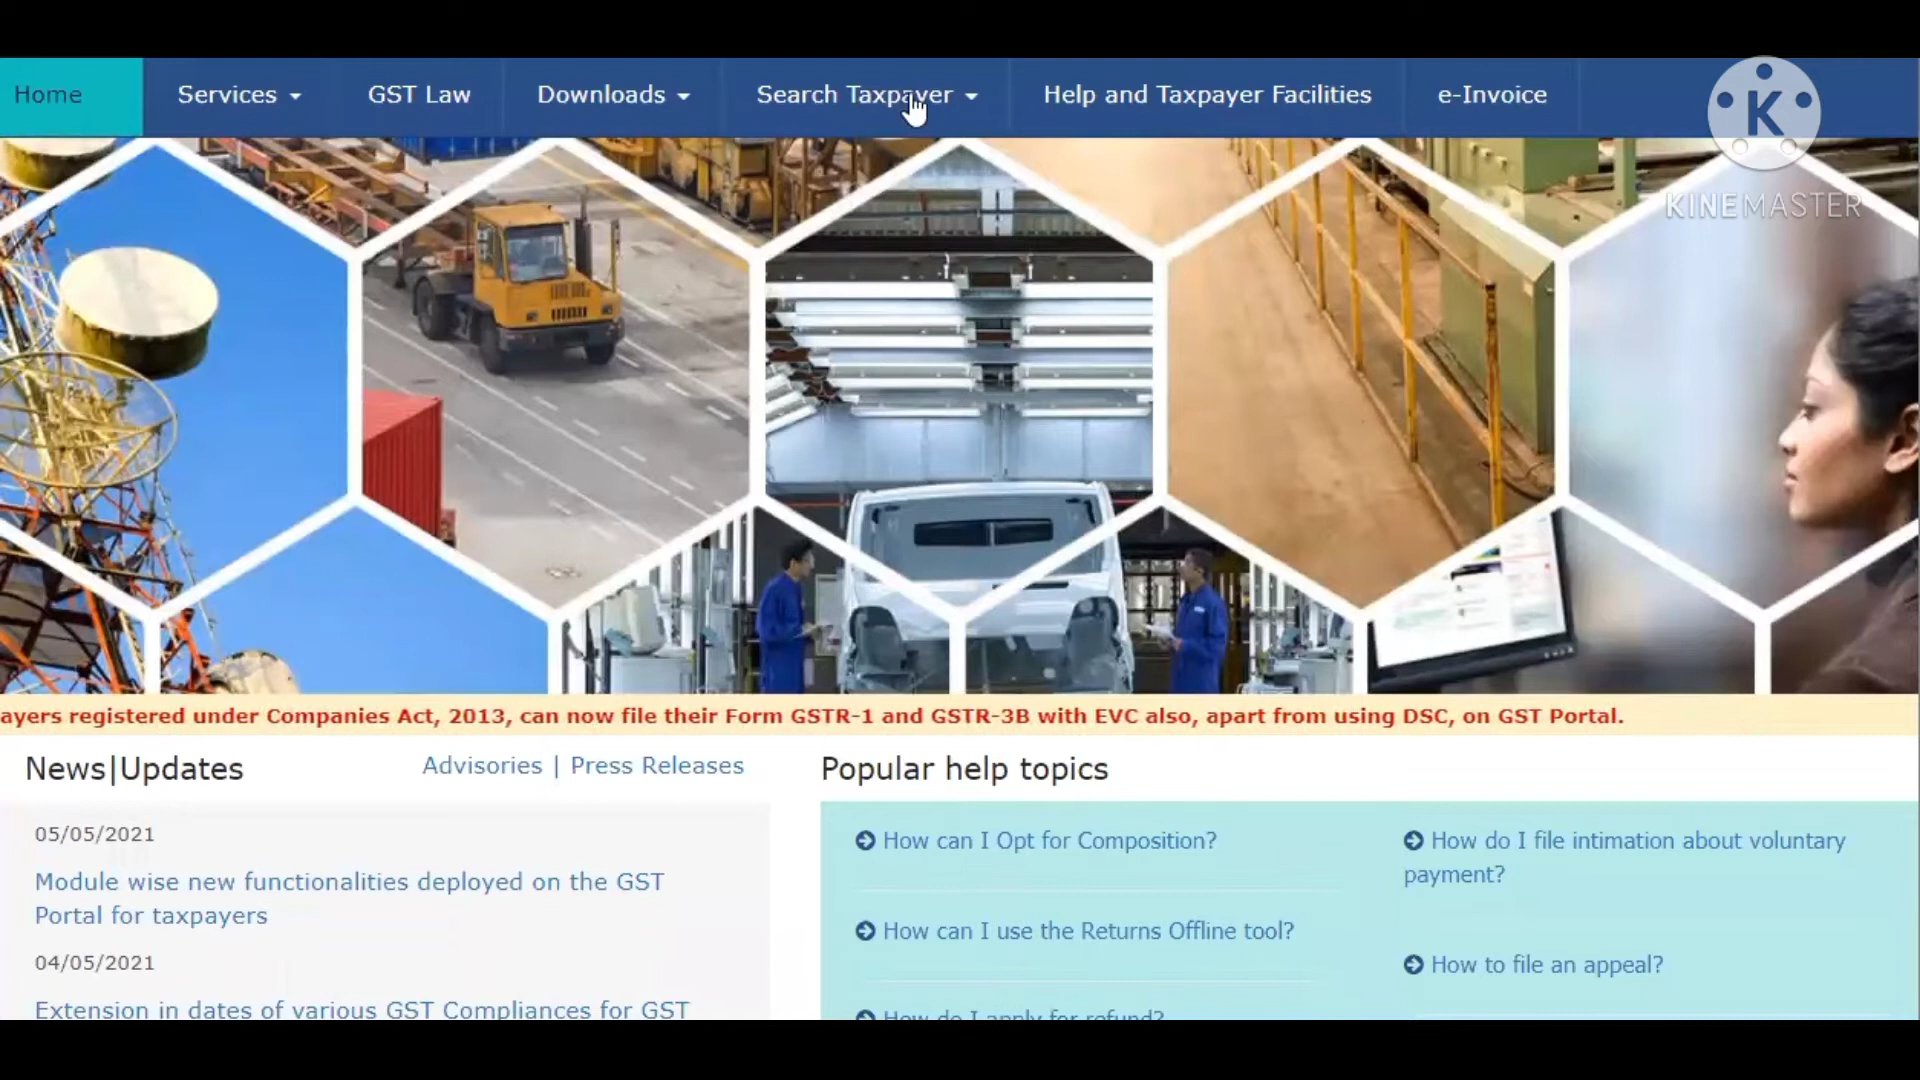 Home
Services
GST Law
Downloads
Search Taxpayer
Help and Taxpayer Facilities
e-Invoice
K
KINEMASTER
ayers registered under Companies Act, 2013, can now file their Form GSTR-1 and GSTR-3B with EVC also, apart from using DSC, on GST Portal.
News|Updates
Advisories | Press Releases
05/05/2021
Module wise new functionalities deployed on the GST
Portal for taxpayers
04/05/2021
Extension in dates of various GST Compliances for GST
Popular help topics
How can I Opt for Composition?
How can I use the Returns Offline tool?
How do I apply for refund?
How do I file intimation about voluntary
payment?
How to file an appeal?